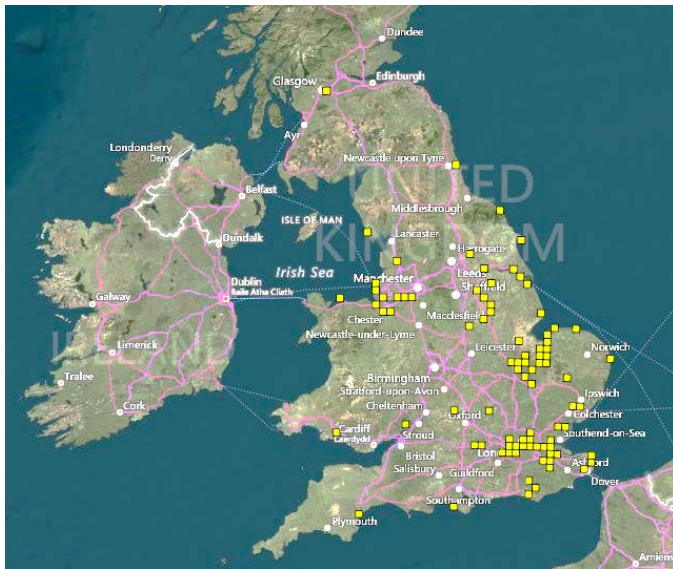 Dundee
Glasgow
Edinburgh
Ayr
Londonderry
Derry
Newcastle upon Tyne
UNITED
KINGDOM
Belfast
Middlesbrough
ISLE OF MAN
Lancaster
Dundalk
Harrogate
Irish Sea
Leeds
Manchester
Dublin
Baile Átha Cliath
Sheffield
Galway
Chester
Macclesfield
Newcastle-under-Lyme
IRELAND
Limerick
Leicester
Norwich
Tralee
Birmingham
Stratford-upon-Avon
Ipswich
Cork
Cheltenham
Oxford
Colchester
Cardiff
Caerdydd
Stroud
Southend-on-Sea
Bristol
Salisbury
Guildford
Ashford
Dover
Southampton
Plymouth
Amiens